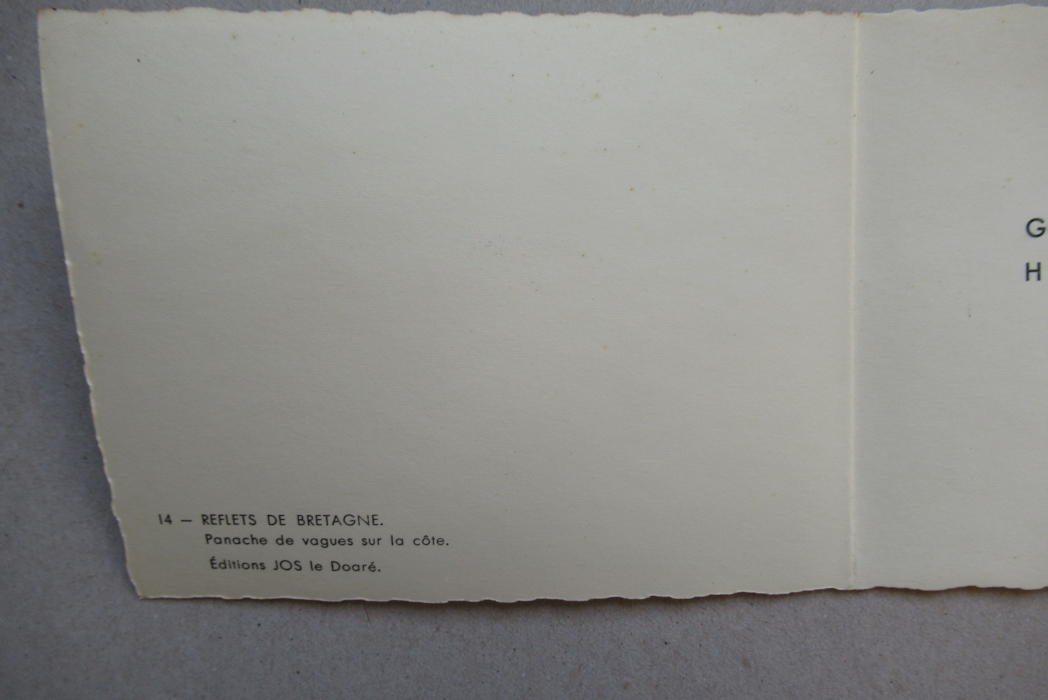 14 — REFLETS DE BRETAGNE.
Panache de vagues sur la côte.
Éditions JOS le Doaré.
G
H